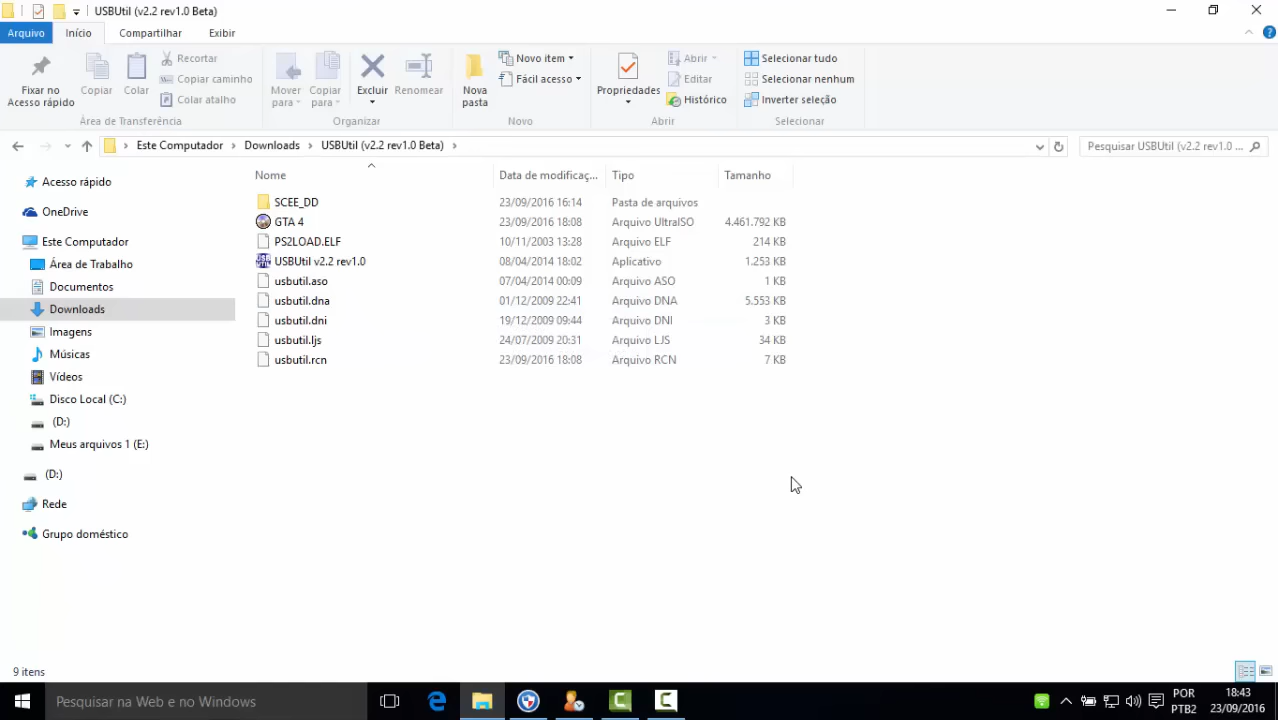 USBUtil (v2.2 rev1.0 Beta)
Arquivo Início Compartilhar Exibir
Fixar no Acesso rápido
Copiar
Colar
Recortar
Copiar caminho
Colar atalho
Área de Transferência
Mover para
Copiar para
Excluir
Renomear
Organizar
Nova pasta
Novo item
Fácil acesso
Novo
Propriedades
Abrir
Editar
Histórico
Abrir
Selecionar tudo
Selecionar nenhum
Inverter seleção
Selecionar
Este Computador Downloads USBUtil (v2.2 rev1.0 Beta)
Pesquisar USBUtil (v2.2 rev1.0 ...
Acesso rápido
OneDrive
Este Computador
Área de Trabalho
Documentos
Downloads
Imagens
Músicas
Vídeos
Disco Local (C:)
(D:)
Meus arquivos 1 (E:)
(D:)
Rede
Grupo doméstico
Nome Data de modificaç... Tipo Tamanho
SCEE_DD 23/09/2016 16:14 Pasta de arquivos
GTA 4 23/09/2016 18:08 Arquivo UltraISO 4.461.792 KB
PS2LOAD.ELF 10/11/2003 13:28 Arquivo ELF 214 KB
USBUtil v2.2 rev1.0 08/04/2014 18:02 Aplicativo 1.253 KB
usbutil.aso 07/04/2014 00:09 Arquivo ASO 1 KB
usbutil.dna 01/12/2009 22:41 Arquivo DNA 5.553 KB
usbutil.dni 19/12/2009 09:44 Arquivo DNI 3 KB
usbutil.ljs 24/07/2009 20:31 Arquivo LJS 34 KB
usbutil.rcn 23/09/2016 18:08 Arquivo RCN 7 KB
9 itens
Pesquisar na Web e no Windows
POR
PTB2
18:43
23/09/2016